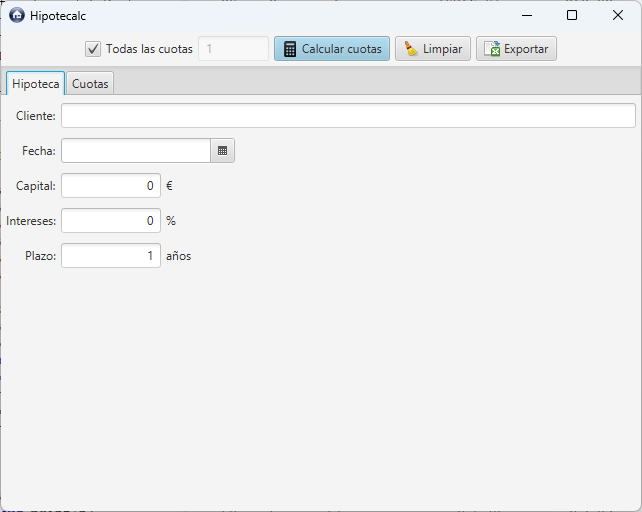 Hipotecalc
Todas las cuotas 1 Calcular cuotas Limpiar Exportar
Hipoteca Cuotas
Cliente:
Fecha:
Capital: 0 €
Intereses: 0 %
Plazo: 1 años